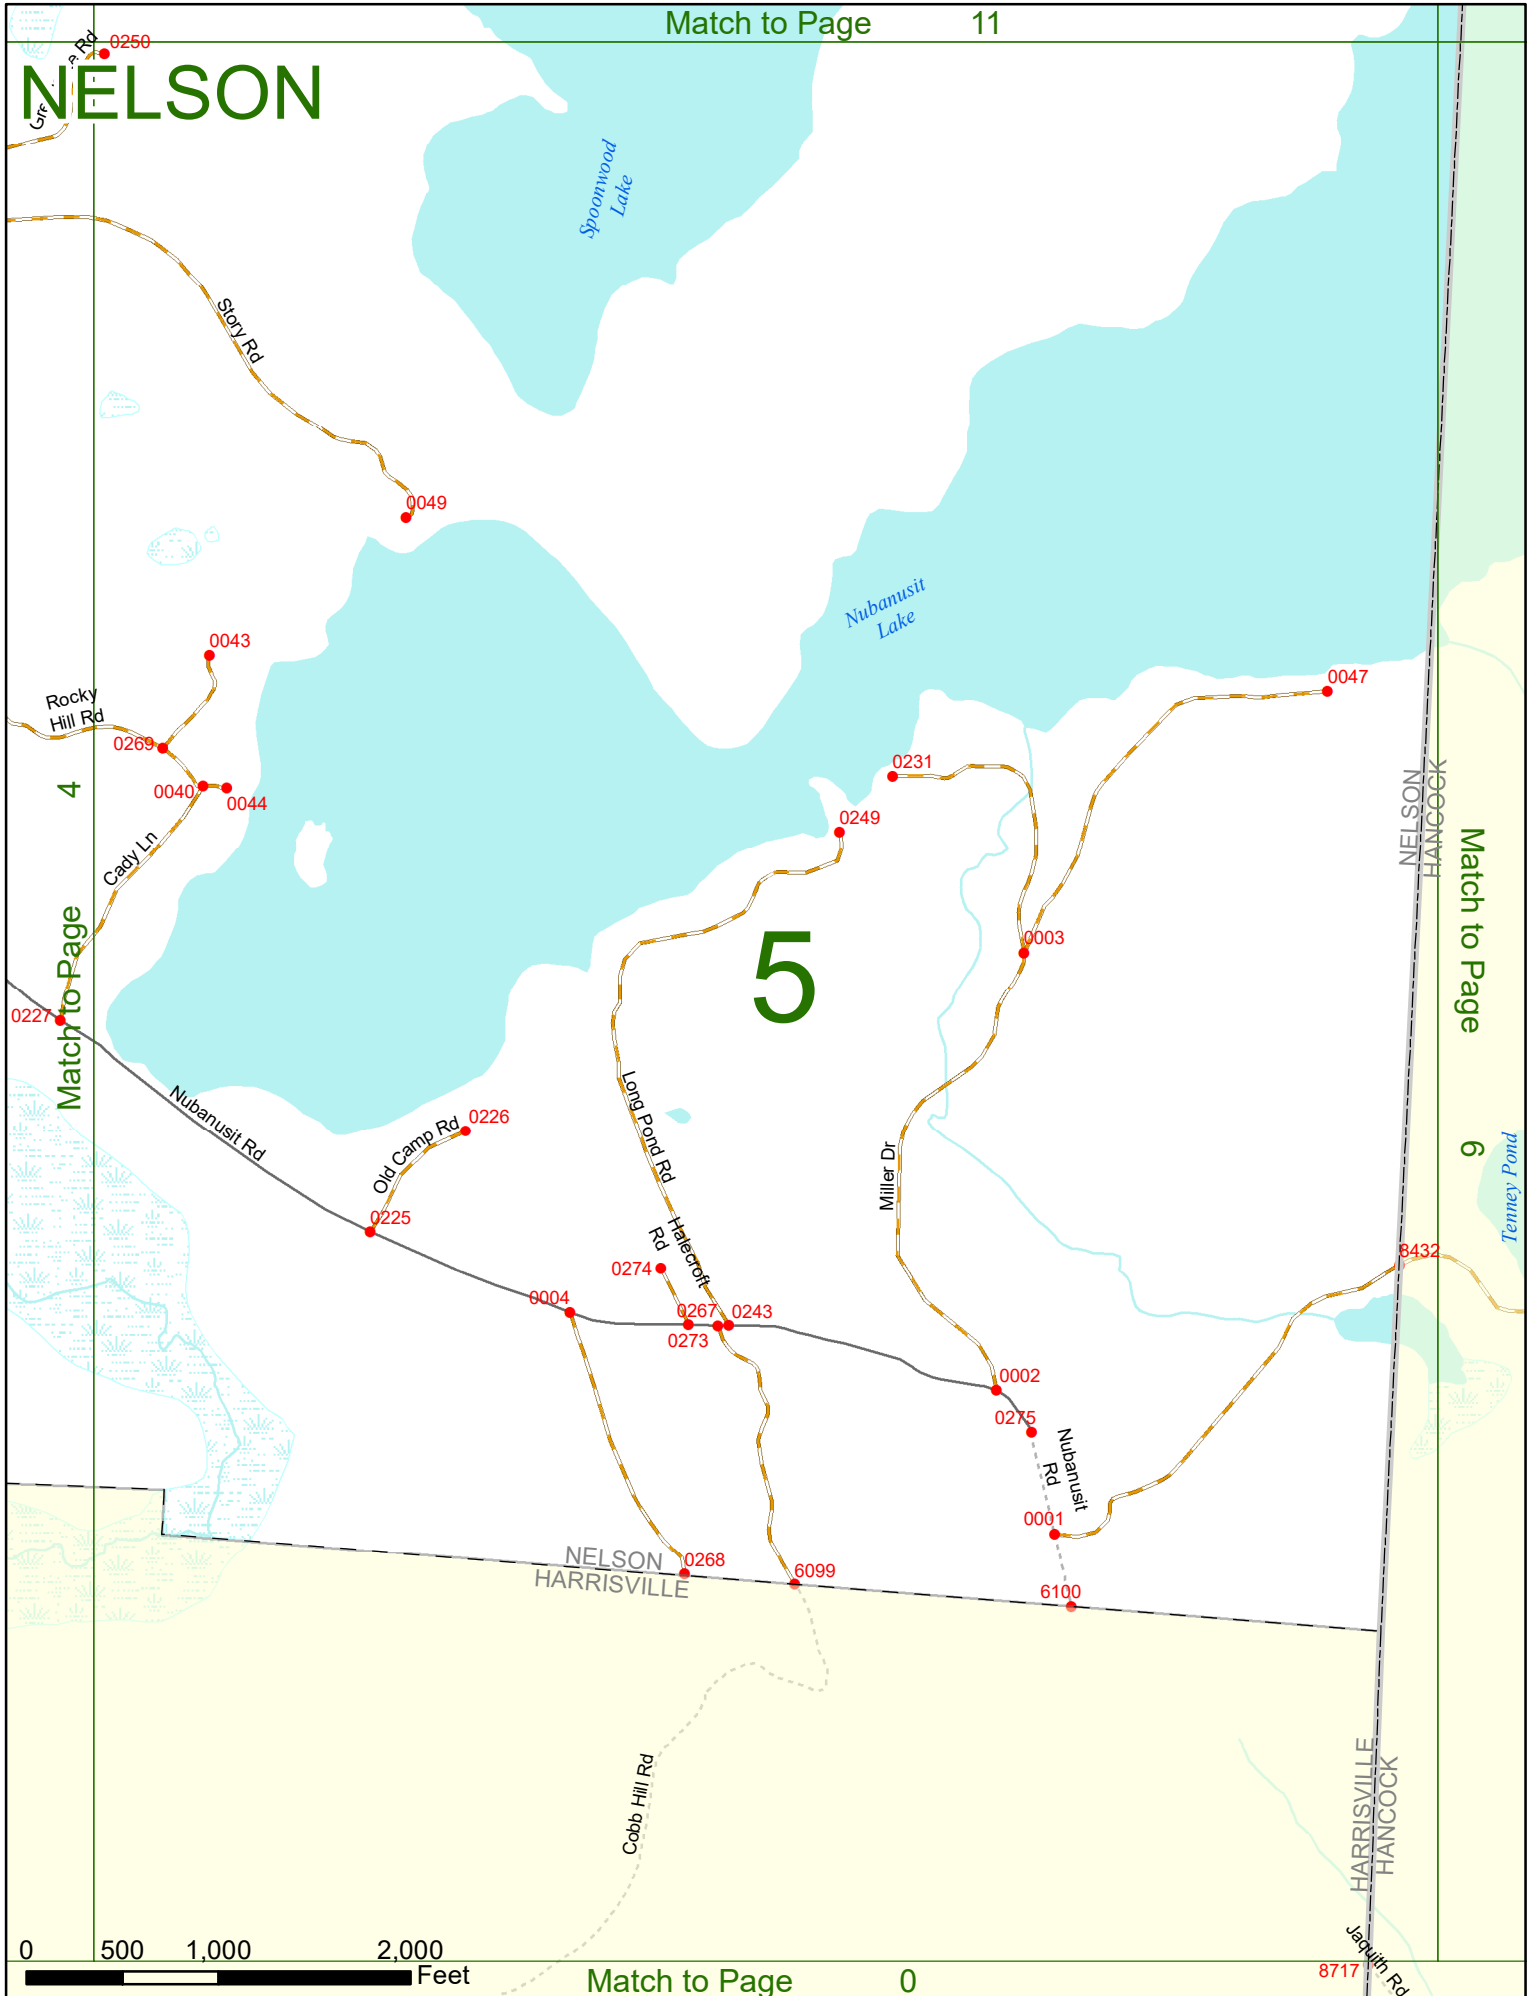 Match to Page 11
0250
NELSON
Spoonwood
Lake
Story Rd
0049
Nubanusit
Lake
0043
Rocky
Hill Rd
0269
0047
0040
0044
0231
4
Match to Page
Cady Ln
0249
NELSON
HANCOCK
Match to Page
6
5
0003
0227
Nubanusit Rd
Old Camp Rd
0226
Long Pond Rd
Miller Dr
Tenney Pond
0225
Halecroft
Rd
8432
0274
0004
0267
0243
0273
0002
0275
Nubanusit
Rd
0001
NELSON
HARRISVILLE
0268
6099
6100
Cobb Hill Rd
HARRISVILLE
HANCOCK
Jaquith Rd
8717
0 500 1,000 2,000
Feet
Match to Page 0